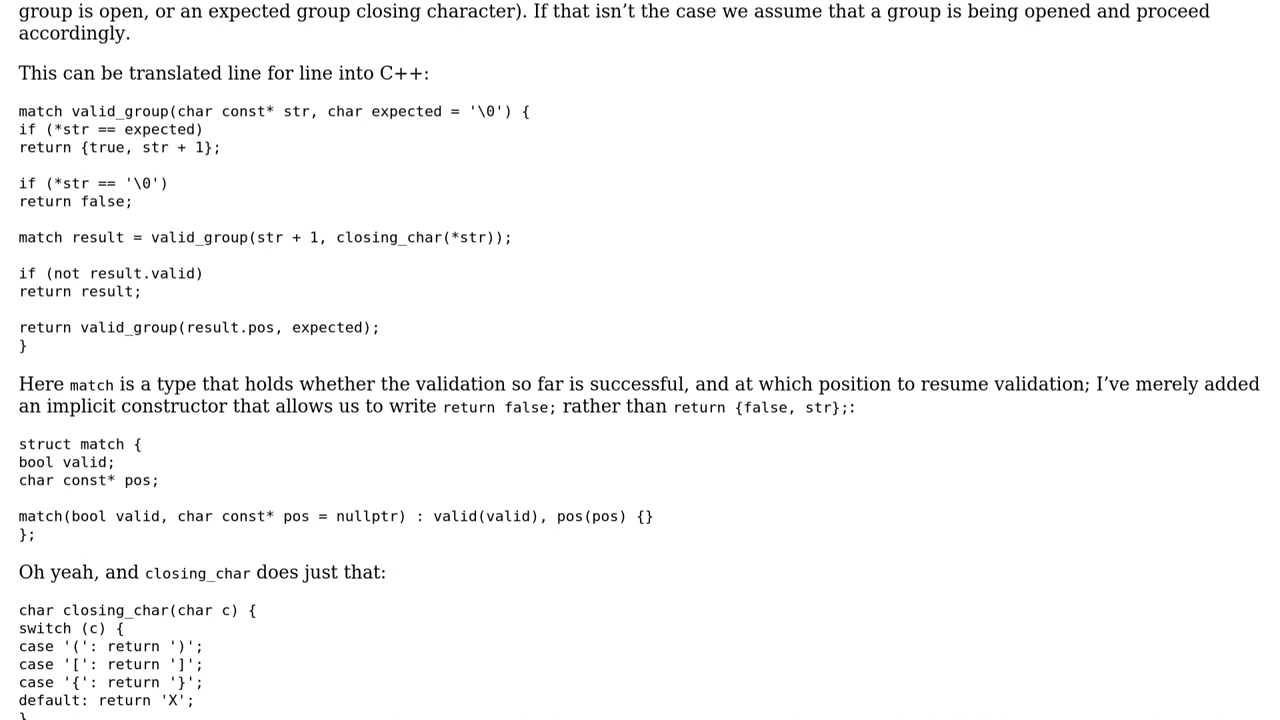 group is open, or an expected group closing character). If that isn’t the case we assume that a group is being opened and proceed
accordingly.
This can be translated line for line into C++:
match valid_group(char const* str, char expected = '\0') {
if (*str == expected)
return {true, str + 1};
if (*str == '\0')
return false;
match result = valid_group(str + 1, closing_char(*str));
if (not result.valid)
return result;
return valid_group(result.pos, expected);
}
Here match is a type that holds whether the validation so far is successful, and at which position to resume validation; I’ve merely added
an implicit constructor that allows us to write return false; rather than return {false, str};:
struct match {
bool valid;
char const* pos;
match(bool valid, char const* pos = nullptr) : valid(valid), pos(pos) {}
};
Oh yeah, and closing_char does just that:
char closing_char(char c) {
switch (c) {
case '(': return ')';
case '[': return ']';
case '{': return '}';
default: return 'X';
}